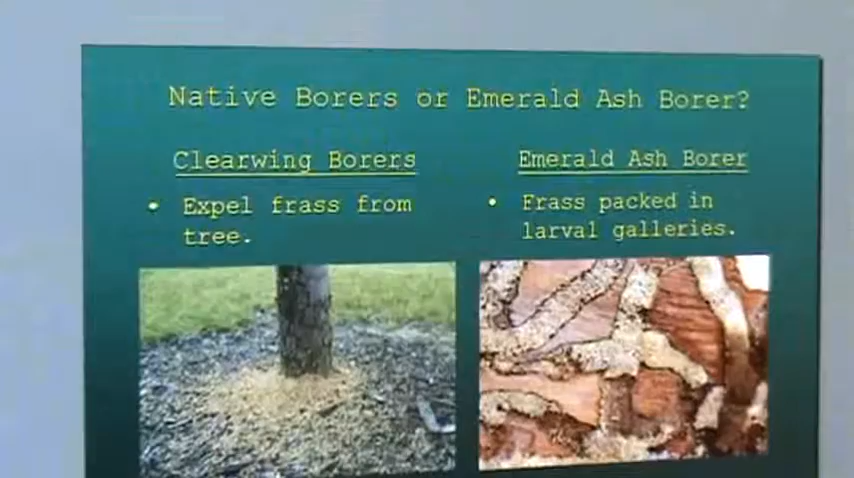 Native Borers or Emerald Ash Borer?
Clearwing Borers
• Expel frass from
tree.
Emerald Ash Borer
• Frass packed in
larval galleries.